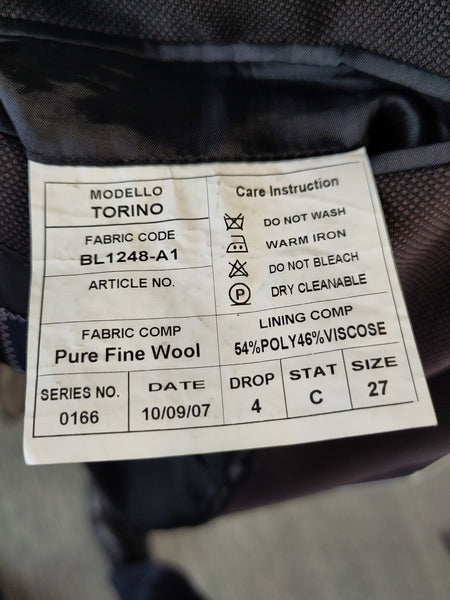 MODELLO
TORINO
FABRIC CODE
BL1248-A1
ARTICLE NO.
FABRIC COMP
Pure Fine Wool
Care Instruction
DO NOT WASH
WARM IRON
DO NOT BLEACH
P DRY CLEANABLE
LINING COMP
54%POLY46%VISCOSE
SERIES NO. DATE DROP STAT SIZE
0166 10/09/07 4 C 27